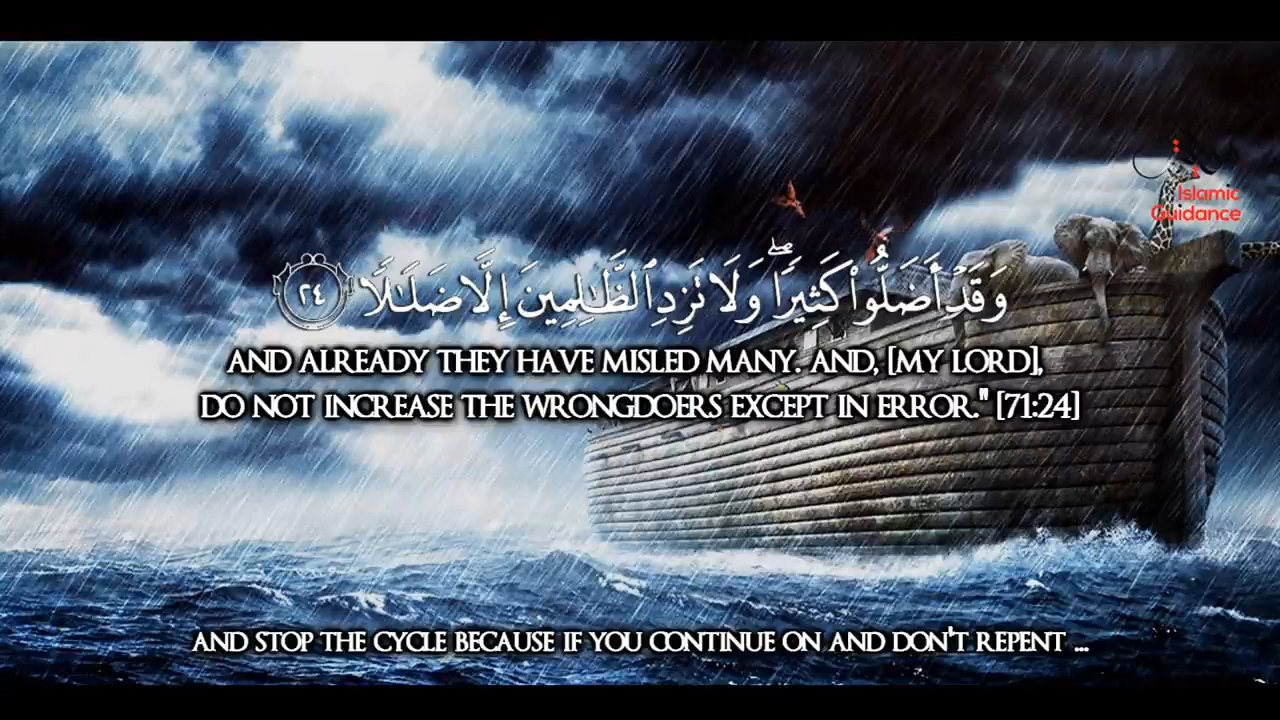 Islamic
Guidance
وَقَدْ أَضَلُّوا۟ كَثِيرًا ۖ وَلَا تَزِدِ ٱلظَّـٰلِمِينَ إِلَّا ضَلَـٰلًا ٢٤
AND ALREADY THEY HAVE MISLED MANY. AND, [MY LORD],
DO NOT INCREASE THE WRONGDOERS EXCEPT IN ERROR." [71:24]
AND STOP THE CYCLE BECAUSE IF YOU CONTINUE ON AND DON'T REPENT ...